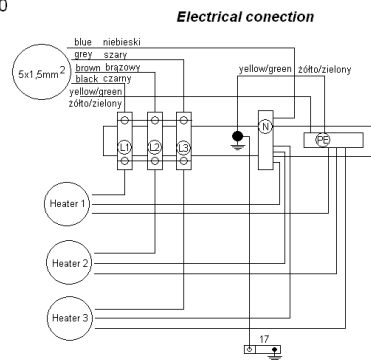 Electrical conection
blue niebieski
grey szary
5x1,5mm2
brown brązowy
black czarny
yellow/green
żółto/zielony
yellow/green żółto/zielony
N
PE
L1 L2 L3
Heater 1
Heater 2
Heater 3
17